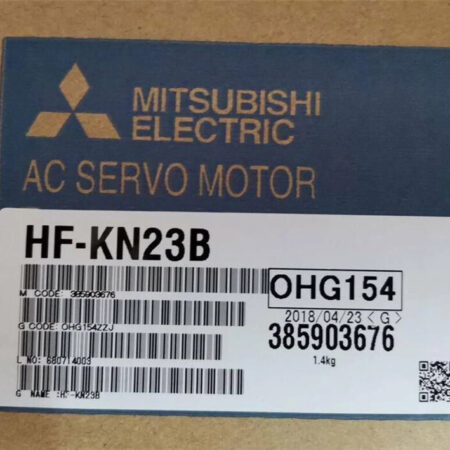 MITSUBISHI
ELECTRIC
AC SERVO MOTOR
HF-KN23B
M CODE: 385903676
OHG154
2018/04/23 <G>
G CODE: OHG154ZZJ
385903676
1.4kg
L NO: 680714003
G NAME :HF-KN23B